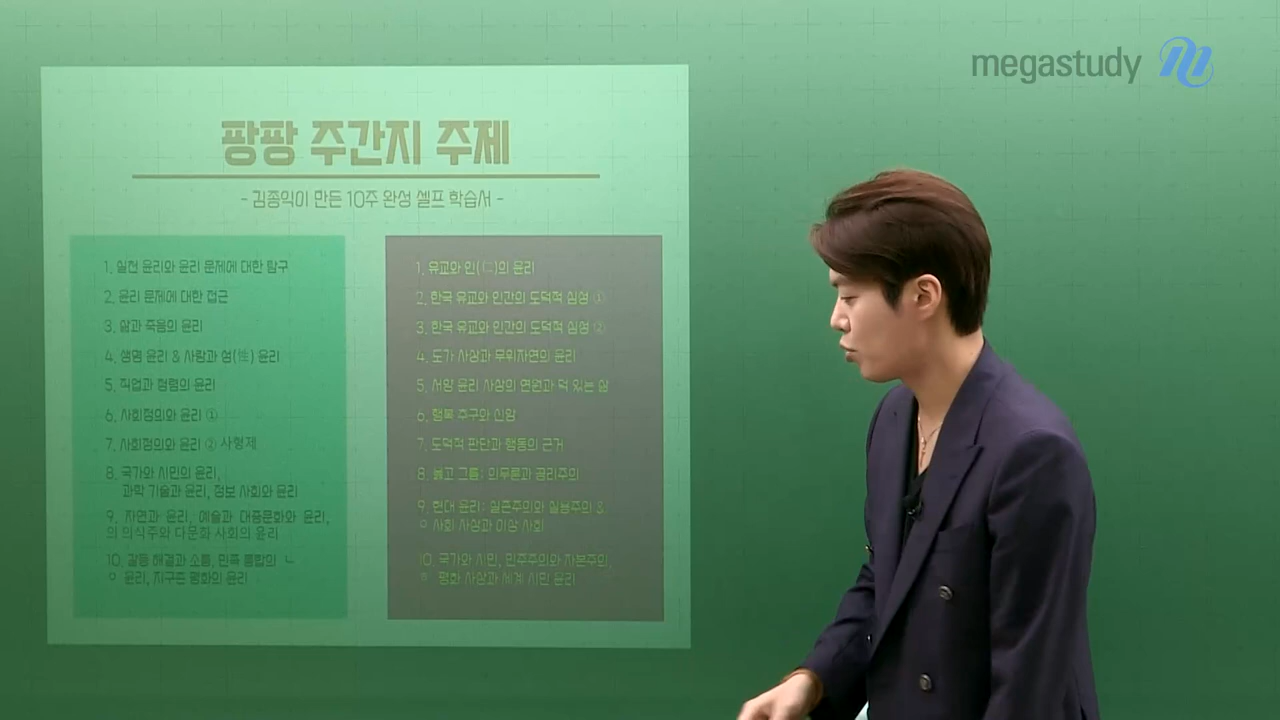 megastudy
팡팡 주간지 주제
- 김종익이 만든 10주 완성 셀프 학습서 -
1. 실천 윤리와 윤리 문제에 대한 탐구
2. 윤리 문제에 대한 접근
3. 삶과 죽음의 윤리
4. 생명 윤리 & 사랑과 성(性) 윤리
5. 직업과 청렴의 윤리
6. 사회정의와 윤리 ①
7. 사회정의와 윤리 ② 사형제
8. 국가와 시민의 윤리,
과학 기술과 윤리, 정보 사회와 윤리
9. 자연과 윤리, 예술과 대중문화와 윤리,
의 의식주와 다문화 사회의 윤리
10. 갈등 해결과 소통, 민족 통합의 ㄴ
ㅇ 윤리, 지구촌 평화의 윤리
1. 유교와 인(仁)의 윤리
2. 한국 유교와 인간의 도덕적 심성 ①
3. 한국 유교와 인간의 도덕적 심성 ②
4. 도가 사상과 무위자연의 윤리
5. 서양 윤리 사상의 연원과 덕 있는 삶
6. 행복 추구와 신앙
7. 도덕적 판단과 행동의 근거
8. 옳고 그름: 의무론과 공리주의
9. 현대 윤리: 실존주의와 실용주의 &
ㅇ 사회 사상과 이상 사회
10. 국가와 시민, 민주주의와 자본주의,
평화 사상과 세계 시민 윤리